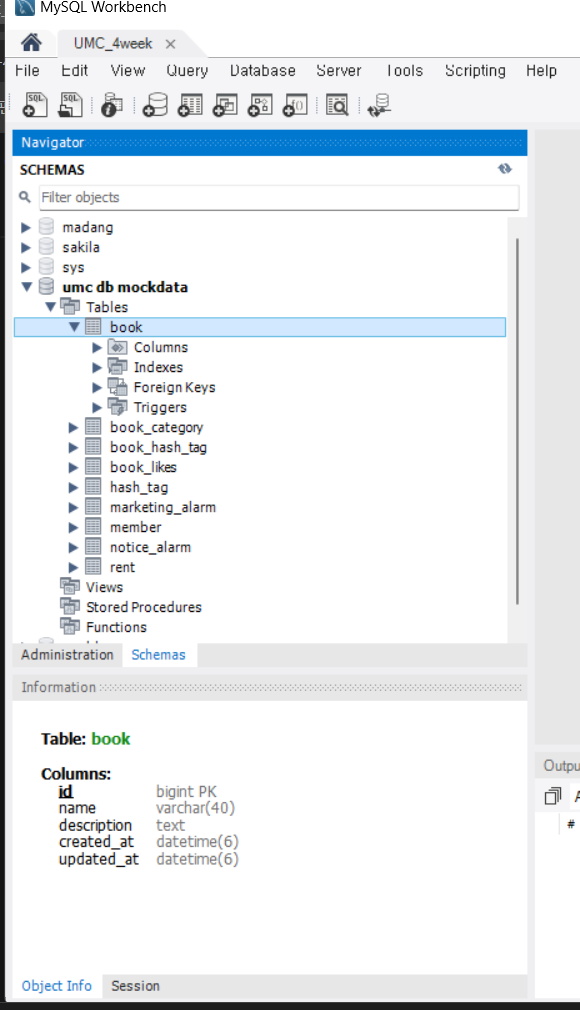 MySQL Workbench
UMC_4week
File Edit View Query Database Server Tools Scripting Help
Navigator
SCHEMAS
Filter objects
madang
sakila
sys
umc db mockdata
Tables
book
Columns
Indexes
Foreign Keys
Triggers
book_category
book_hash_tag
book_likes
hash_tag
marketing_alarm
member
notice_alarm
rent
Views
Stored Procedures
Functions
Administration Schemas
Information
Table: book
Columns:
id bigint PK
name varchar(40)
description text
created_at datetime(6)
updated_at datetime(6)
Outpu
#
Object Info Session